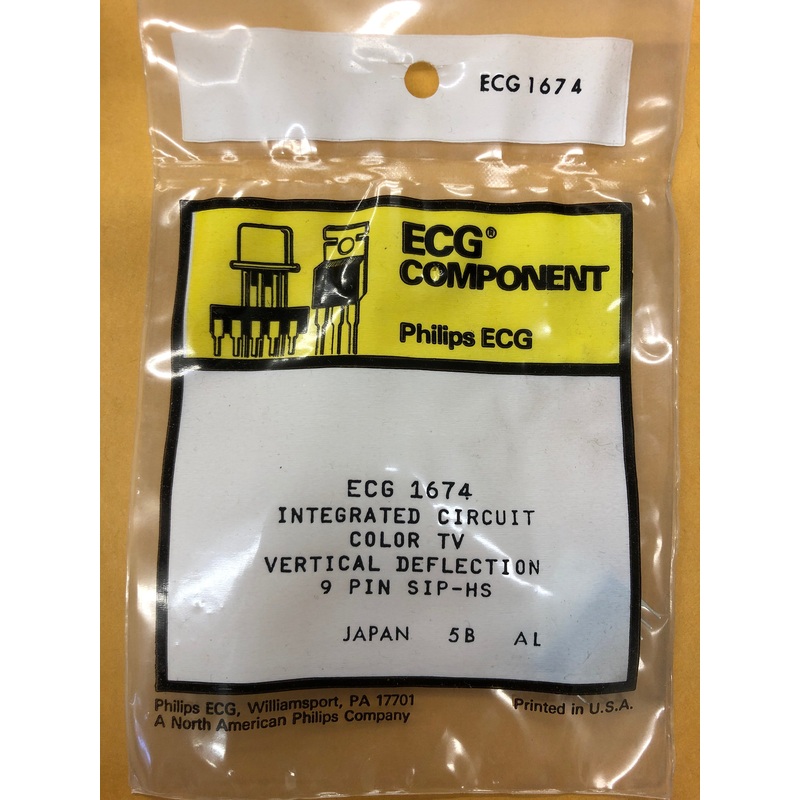 ECG 1674
ECG®
COMPONENT
Philips ECG
ECG 1674
INTEGRATED CIRCUIT
COLOR TV
VERTICAL DEFLECTION
9 PIN SIP-HS
JAPAN 5B AL
Philips ECG, Williamsport, PA 17701
A North American Philips Company
Printed in U.S.A.